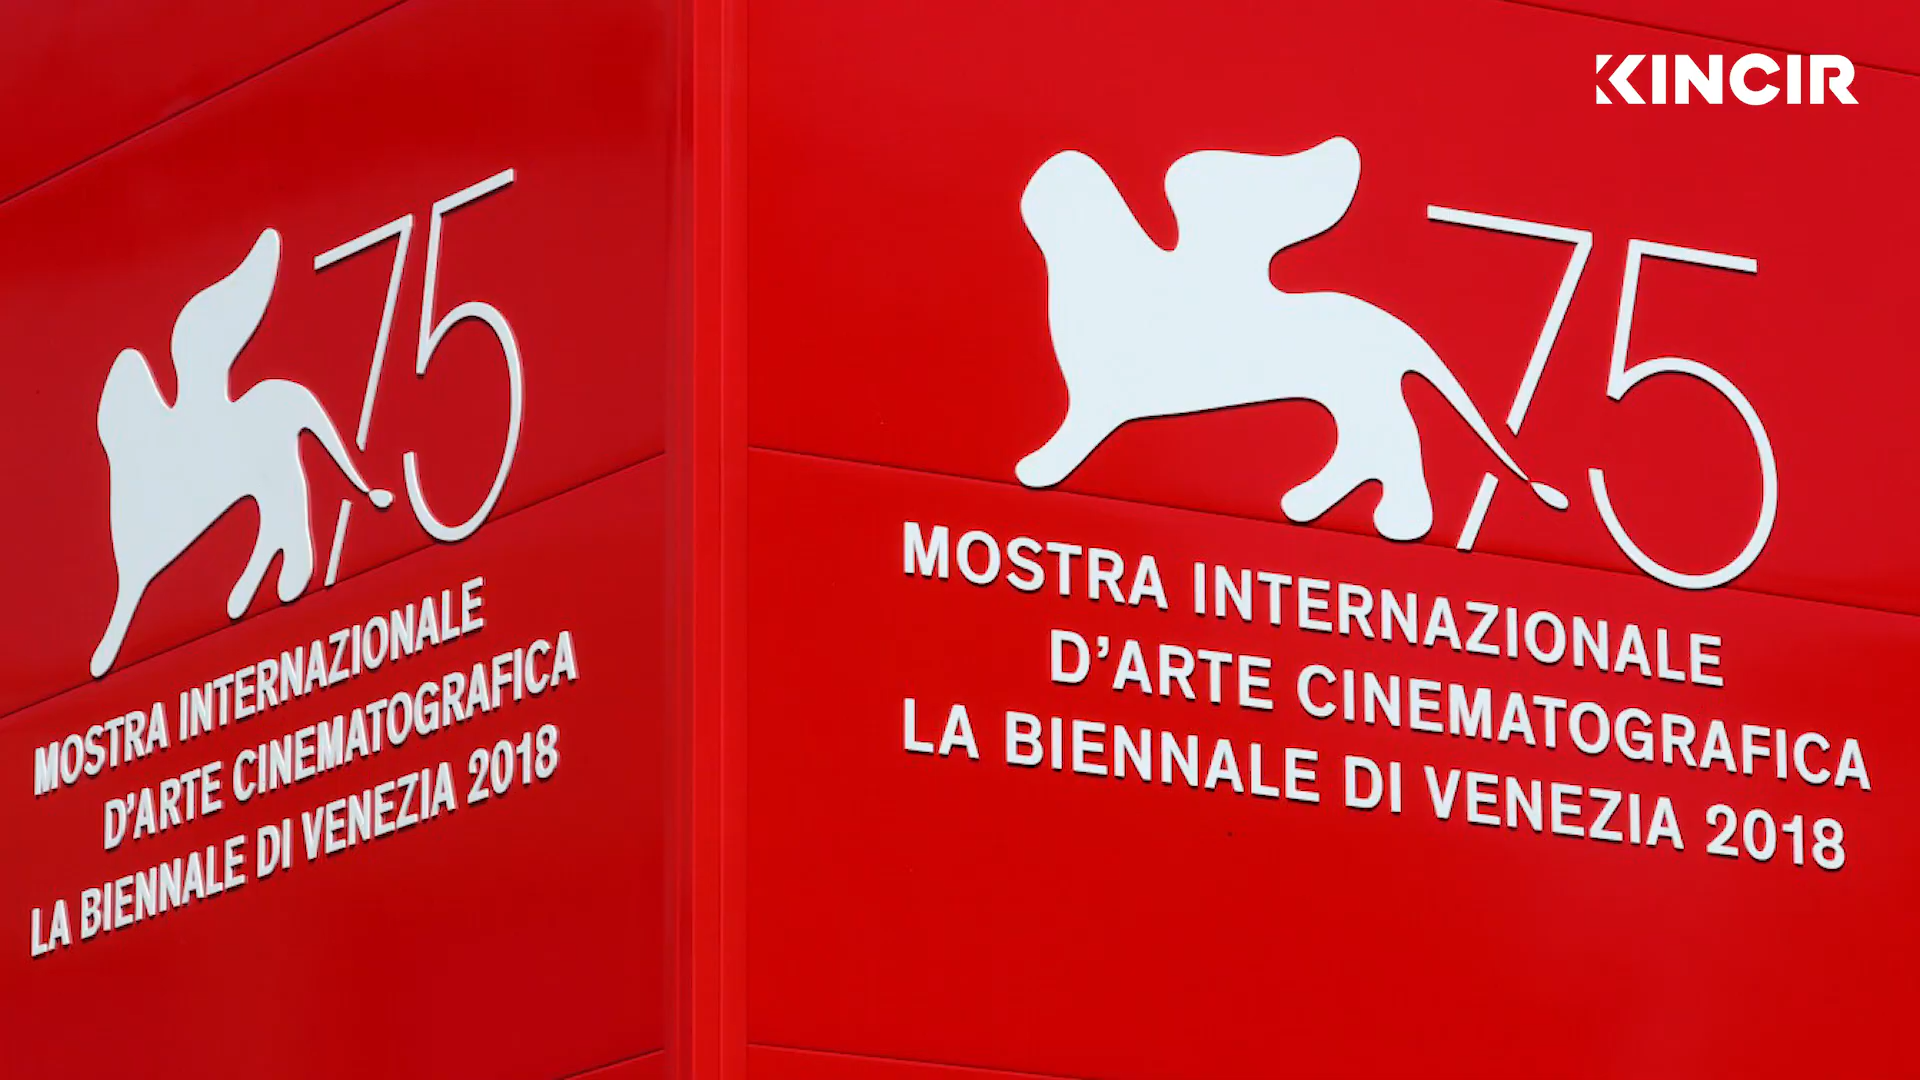 KINCIR
75
MOSTRA INTERNAZIONALE
D'ARTE CINEMATOGRAFICA
LA BIENNALE DI VENEZIA 2018
75
MOSTRA INTERNAZIONALE
D’ARTE CINEMATOGRAFICA
LA BIENNALE DI VENEZIA 2018